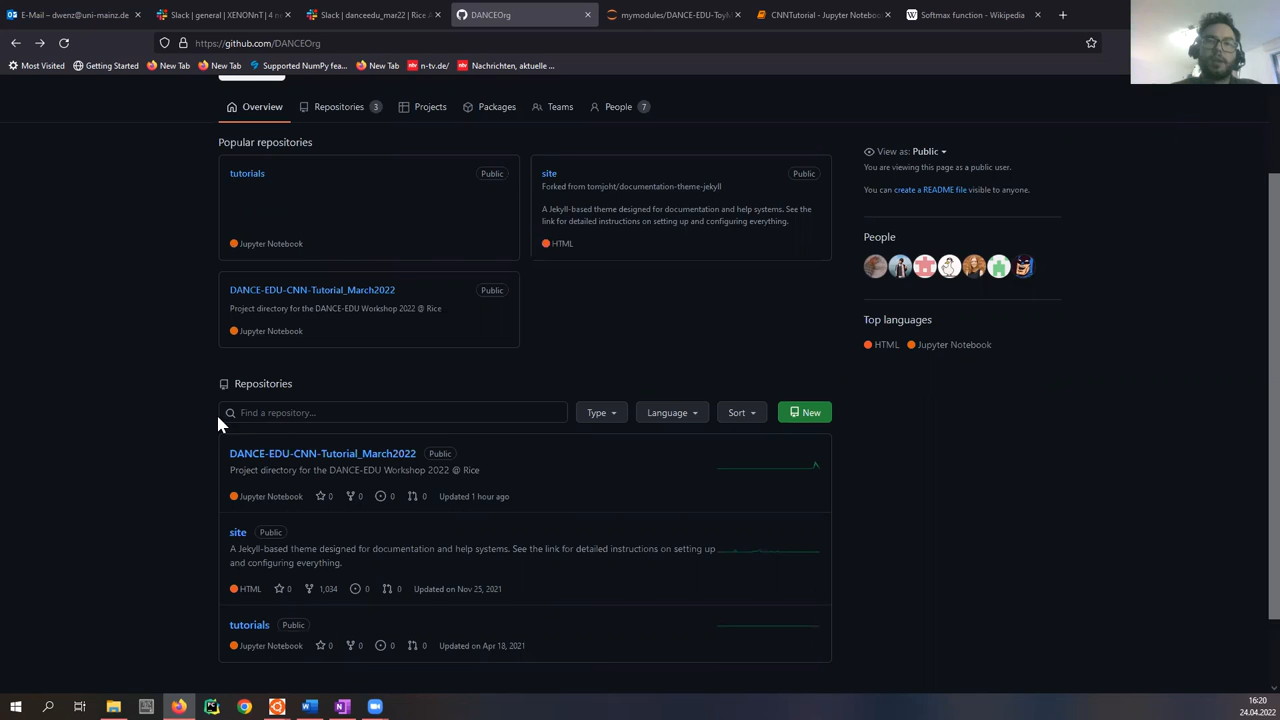 E-Mail – dwenz@uni-mainz.de
Slack | general | XENONnT | 4
Slack | danceedu_mar22 | Rice A
DANCEOrg
mymodules/DANCE-EDU-ToyM
CNNTutorial - Jupyter Notebook
Softmax function - Wikipedia
https://github.com/DANCEOrg
Most Visited
Getting Started
New Tab
New Tab
Supported NumPy fea...
New Tab
n-tv.de/
Nachrichten, aktuelle ...
Overview
Repositories 3
Projects
Packages
Teams
People 7
Popular repositories
tutorials Public
Jupyter Notebook
site Public
Forked from tomjoht/documentation-theme-jekyll
A Jekyll-based theme designed for documentation and help systems. See the
link for detailed instructions on setting up and configuring everything.
HTML
DANCE-EDU-CNN-Tutorial_March2022 Public
Project directory for the DANCE-EDU Workshop 2022 @ Rice
Jupyter Notebook
View as: Public
You are viewing this page as a public user.
You can create a README file visible to anyone.
People
Top languages
HTML Jupyter Notebook
Repositories
Find a repository...
Type
Language
Sort
New
DANCE-EDU-CNN-Tutorial_March2022 Public
Project directory for the DANCE-EDU Workshop 2022 @ Rice
Jupyter Notebook 0 0 0 0 Updated 1 hour ago
site Public
A Jekyll-based theme designed for documentation and help systems. See the link for detailed instructions on setting up
and configuring everything.
HTML 0 1,034 0 0 Updated on Nov 25, 2021
tutorials Public
Jupyter Notebook 0 0 0 0 Updated on Apr 18, 2021
16:20
24.04.2022